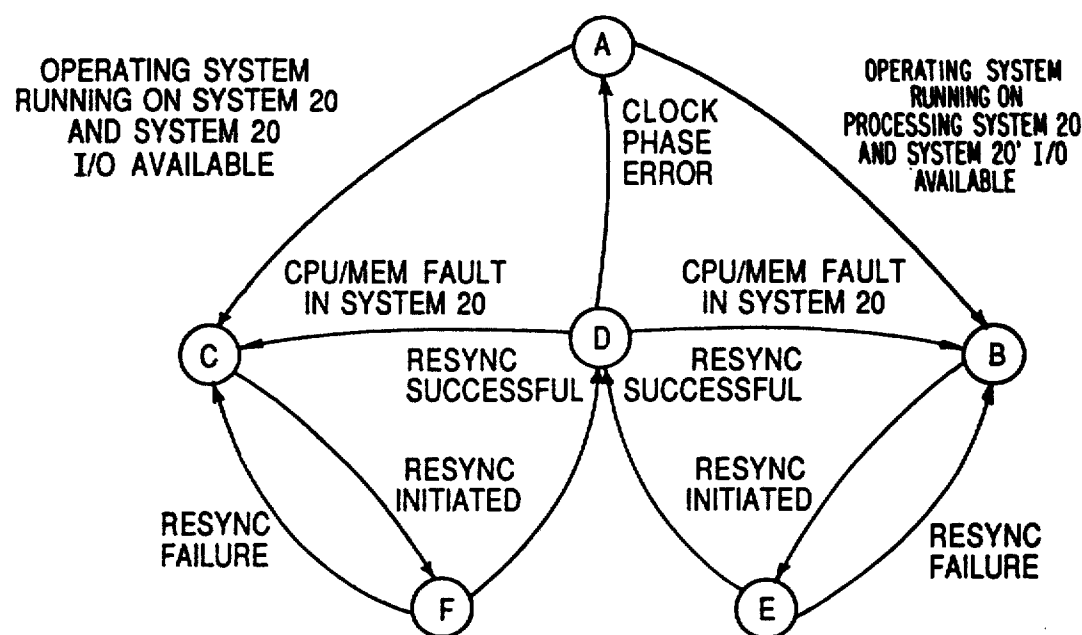 A
OPERATING SYSTEM
RUNNING ON SYSTEM 20
AND SYSTEM 20
I/O AVAILABLE
CLOCK
PHASE
ERROR
OPERATING SYSTEM
RUNNING ON
PROCESSING SYSTEM 20
AND SYSTEM 20' I/O
AVAILABLE
CPU/MEM FAULT
IN SYSTEM 20
CPU/MEM FAULT
IN SYSTEM 20
C
D
B
RESYNC
SUCCESSFUL
RESYNC
SUCCESSFUL
RESYNC
INITIATED
RESYNC
INITIATED
RESYNC
FAILURE
RESYNC
FAILURE
F
E